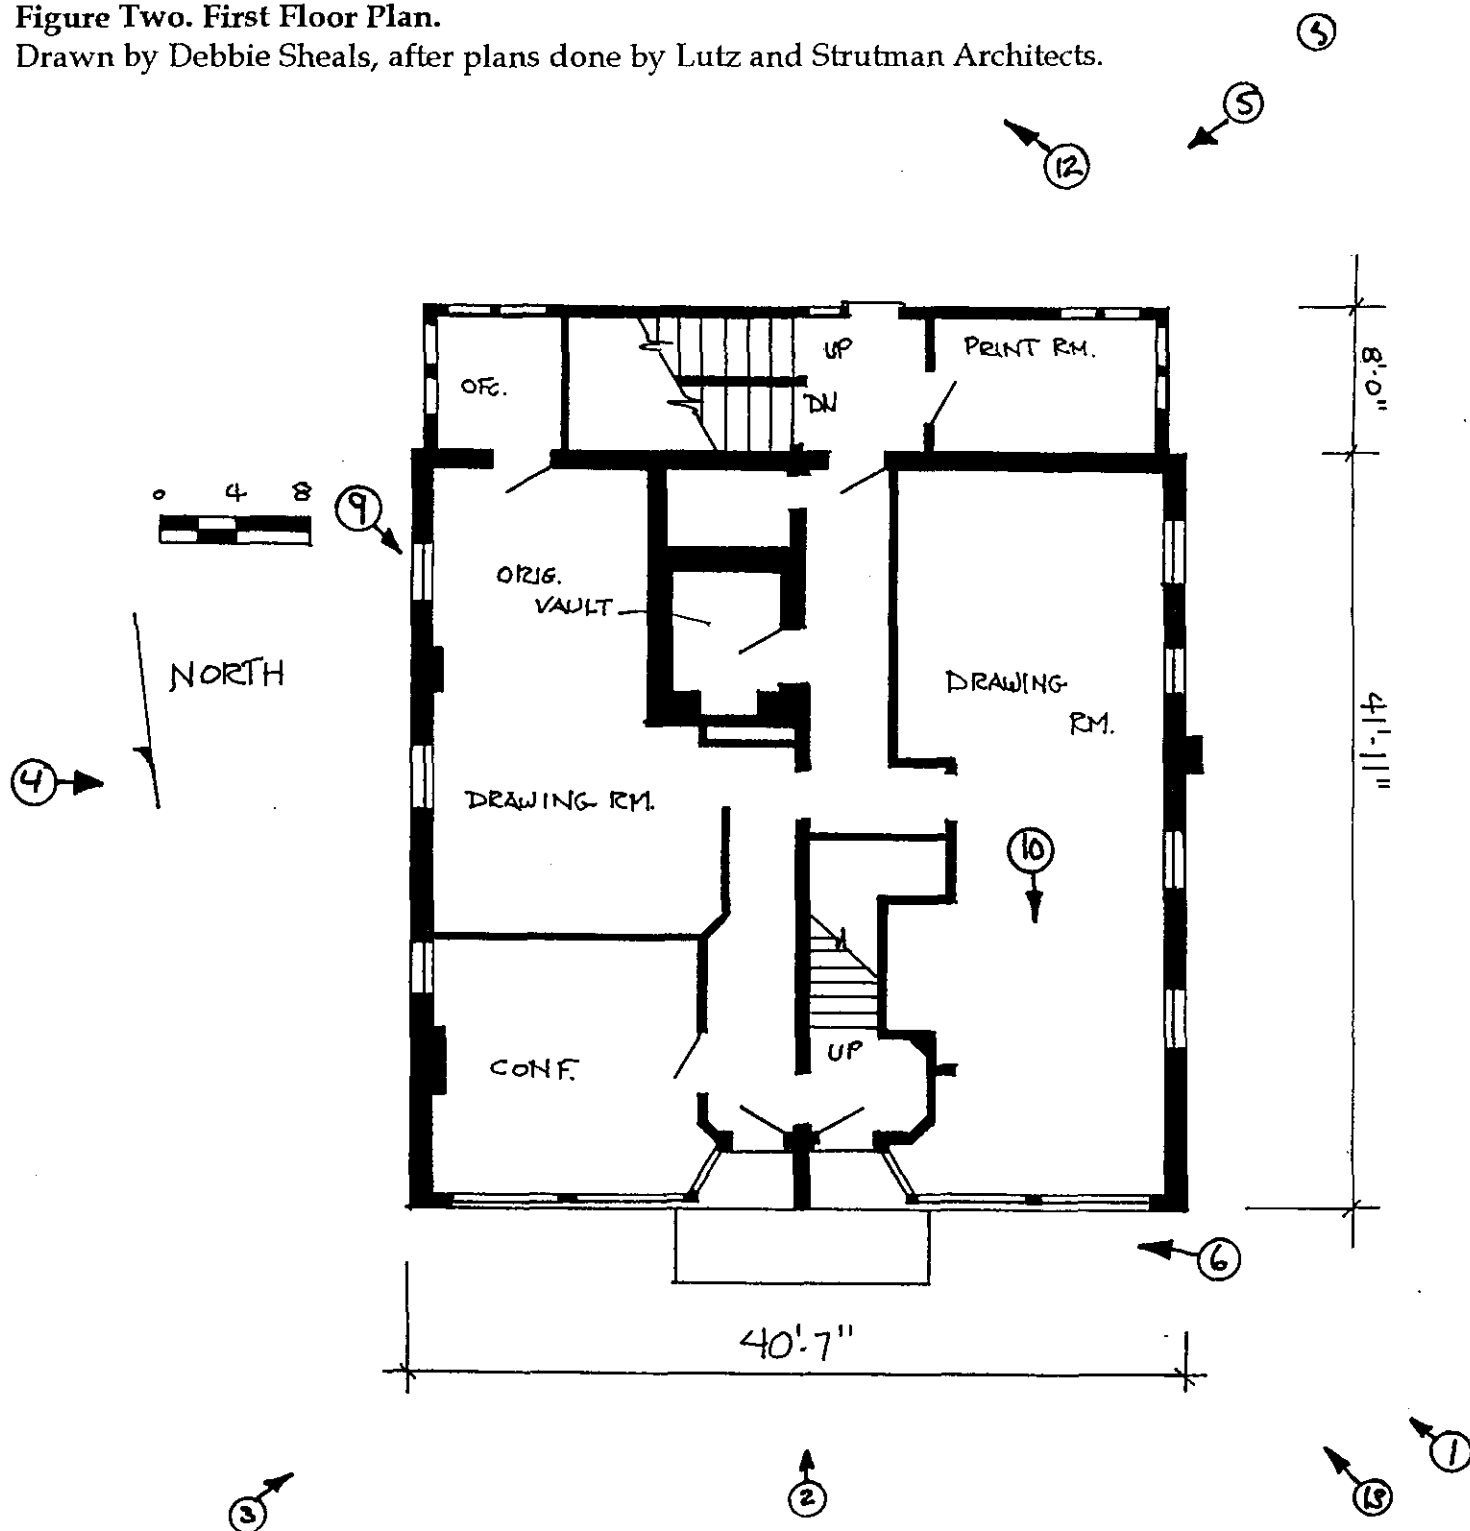 Figure Two. First Floor Plan.
Drawn by Debbie Sheals, after plans done by Lutz and Strutman Architects.
5
12
UP
PRINT RM.
OFC.
DN
8'-0"
0 4 8
9
ORIG.
VAULT
NORTH
DRAWING
RM.
41'-11"
4
DRAWING RM.
10
UP
CONF.
6
40'-7"
1
3
2